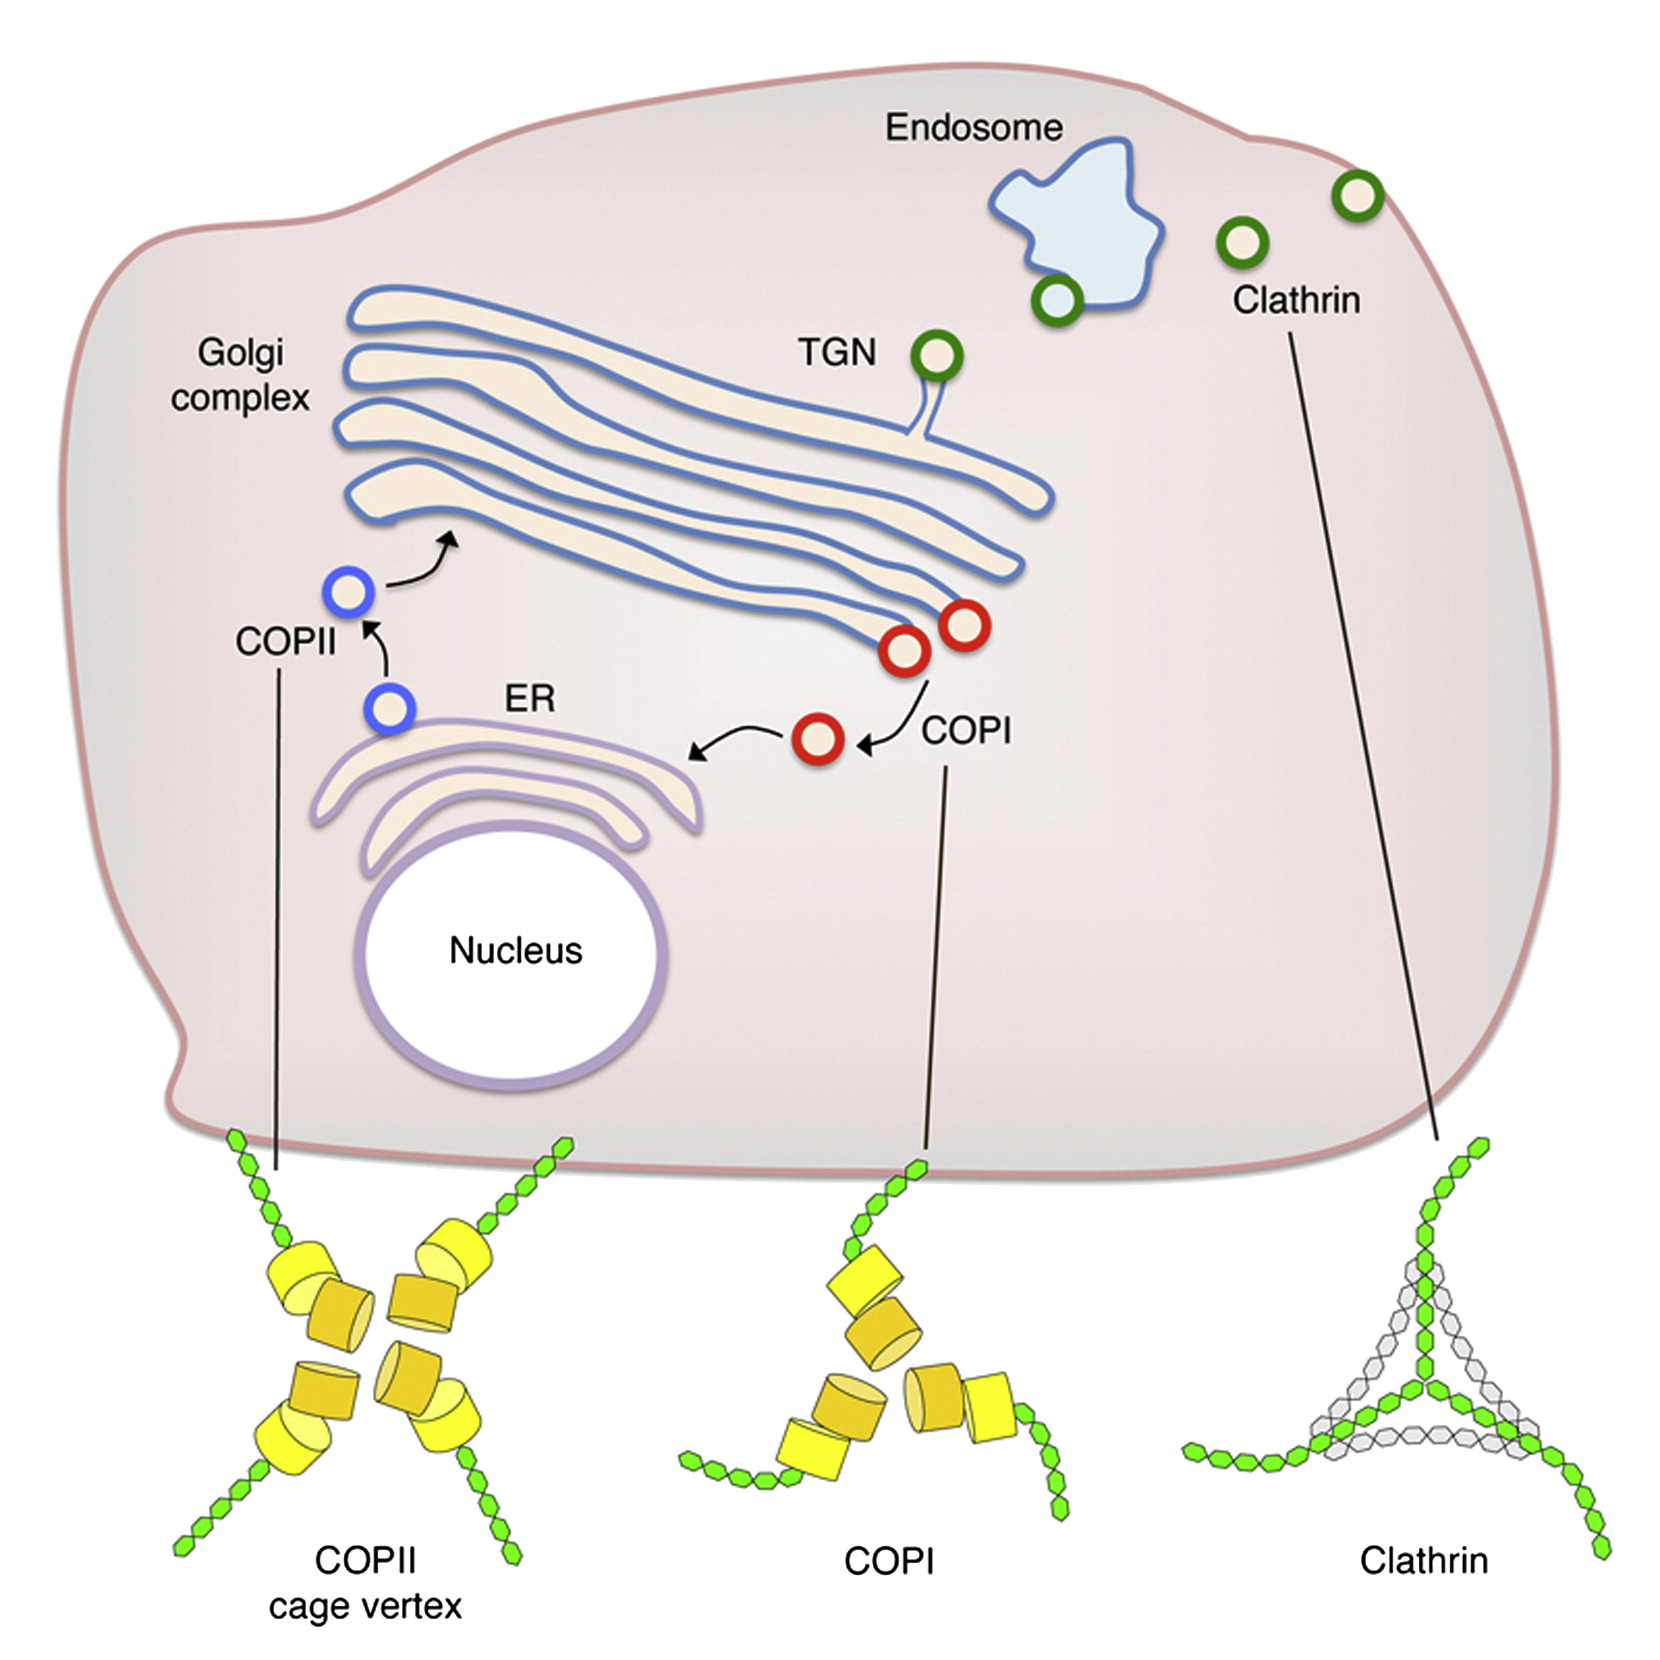 Endosome
Clathrin
Golgi
complex
TGN
COPII
ER
COPI
Nucleus
COPII
cage vertex
COPI
Clathrin